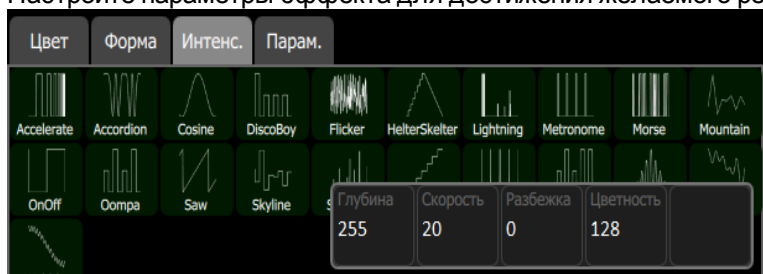 Настройте параметры эффекта для достижения желаемого ре
Цвет Форма Интенс. Парам.
Accelerate Accordion Cosine DiscoBoy Flicker HelterSkelter Lightning Metronome Morse Mountain
OnOff Oompa Saw Skyline
Глубина Скорость Разбежка Цветность
255 20 0 128